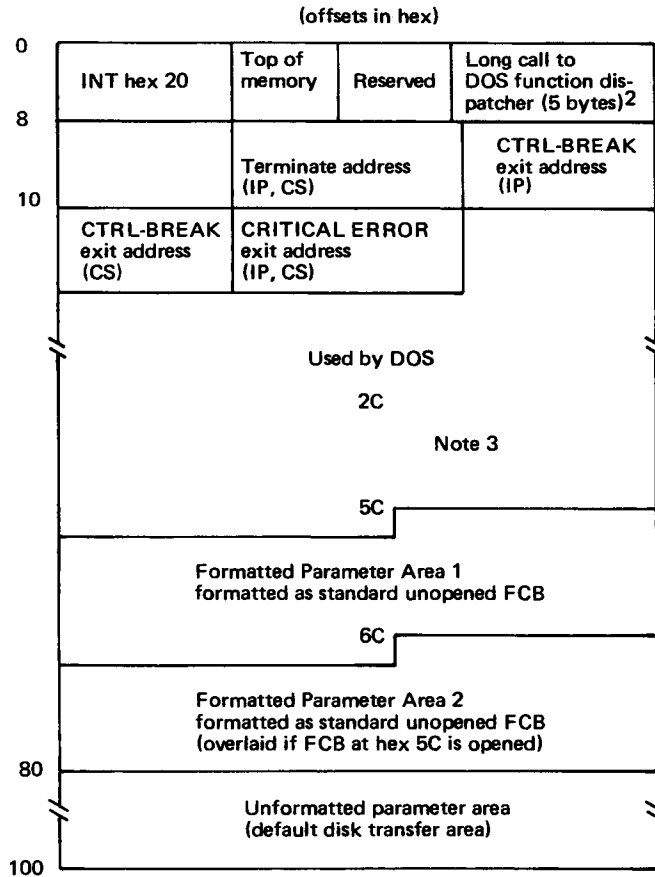 (offsets in hex)
0
INT hex 20
Top of
memory
Reserved
Long call to
DOS function dis-
patcher (5 bytes)2
8
Terminate address
(IP, CS)
CTRL-BREAK
exit address
(IP)
10
CTRL-BREAK
exit address
(CS)
CRITICAL ERROR
exit address
(IP, CS)
Used by DOS
2C
Note 3
5C
Formatted Parameter Area 1
formatted as standard unopened FCB
6C
Formatted Parameter Area 2
formatted as standard unopened FCB
(overlaid if FCB at hex 5C is opened)
80
Unformatted parameter area
(default disk transfer area)
100